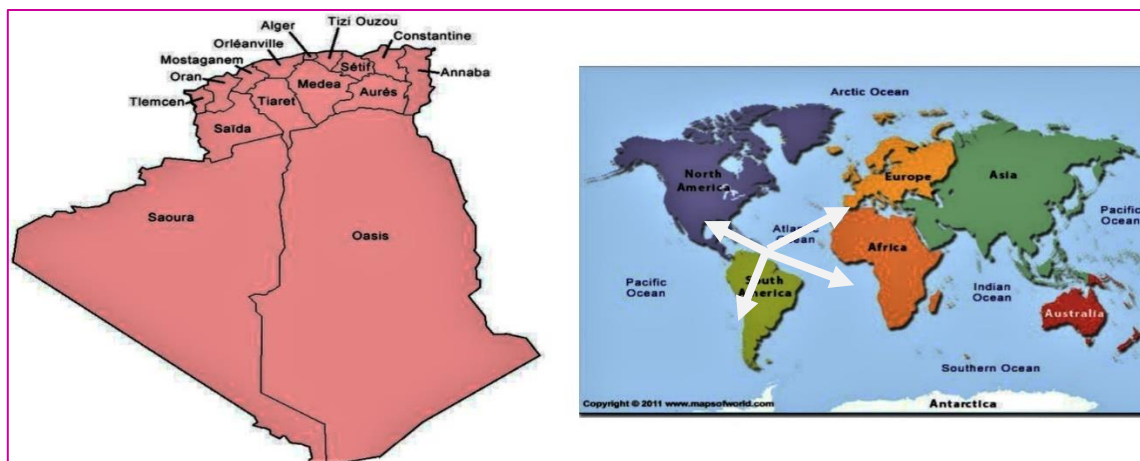 Alger
Tizi Ouzou
Orléanville
Constantine
Mostaganem
Oran
Sétif
Annaba
Medea
Tlemcen
Tiaret
Aurés
Saïda
Saoura
Oasis
Arctic Ocean
North
America
Europe
Asia
Pacific
Ocean
Ocean
Africa
Pacific
Ocean
South
America
Indian
Ocean
Australia
Southern Ocean
Antarctica
Copyright © 2011 www.mapsofworld.com